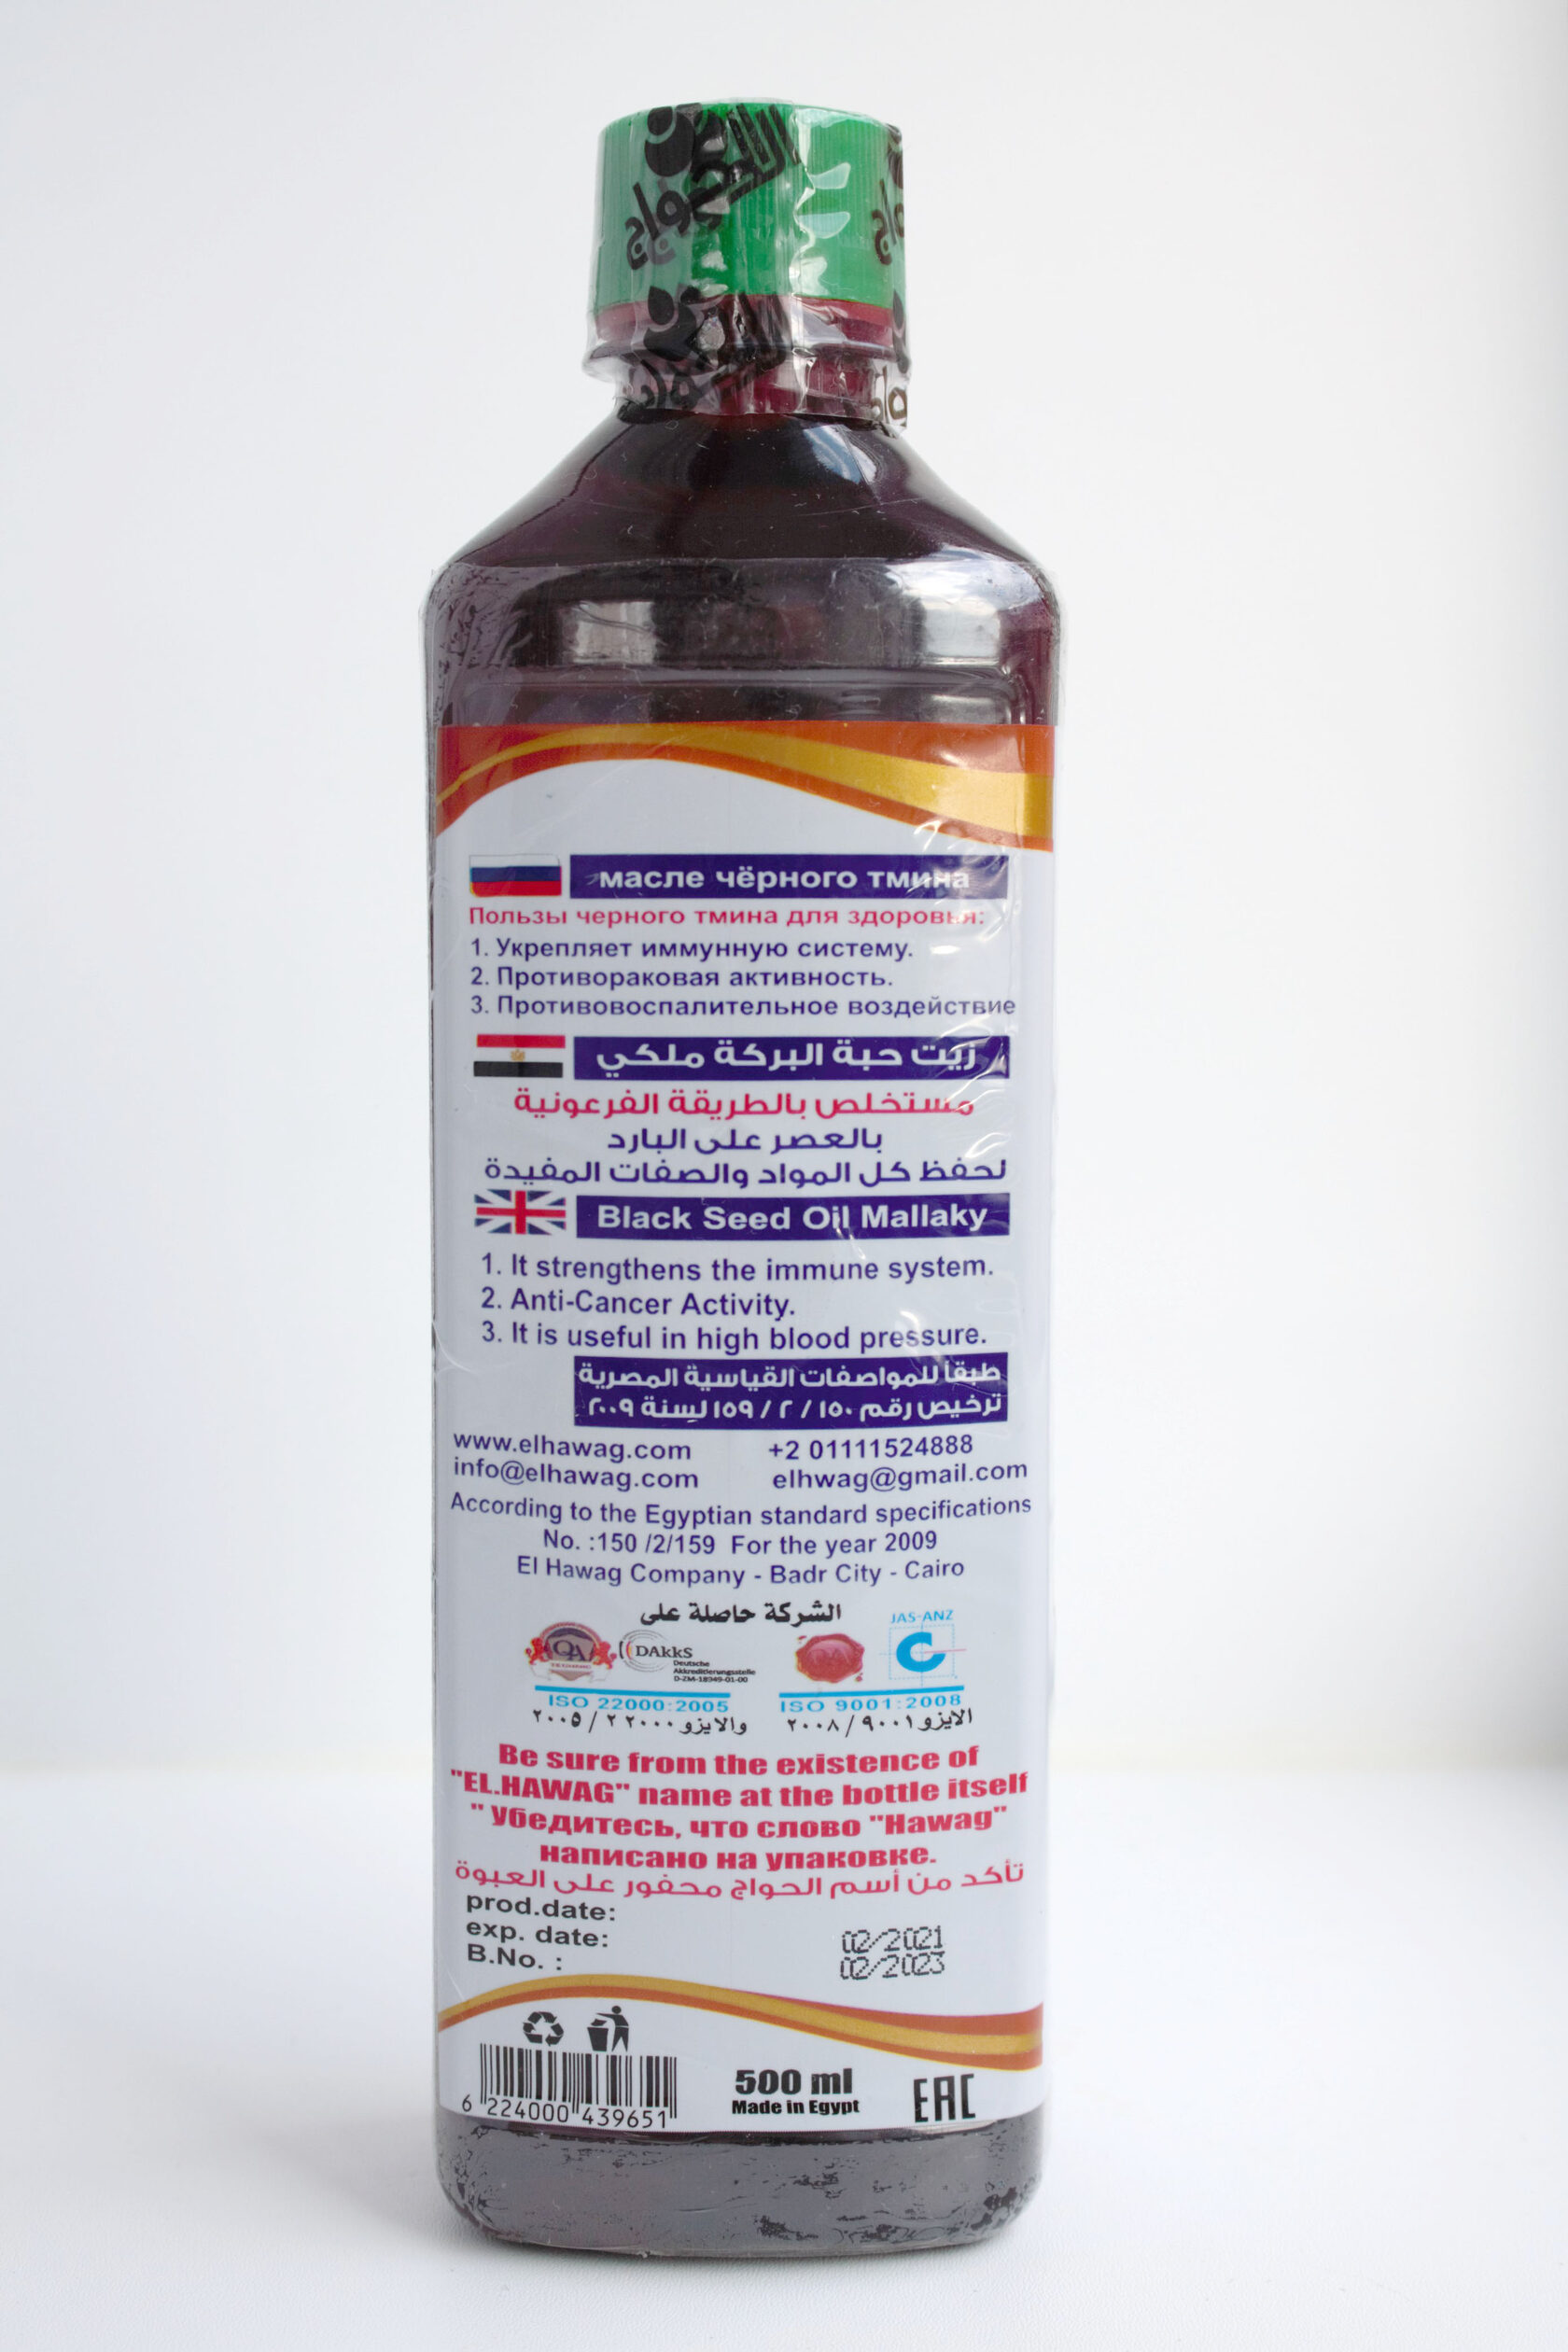 الحواج
масле чёрного тмина
Пользы черного тмина для здоровья:
1. Укрепляет иммунную систему.
2. Противораковая активность.
3. Противовоспалительное воздействие
زيت حبة البركة ملكي
مستخلص بالطريقة الفرعونية
بالعصر على البارد
لحفظ كل المواد والصفات المفيدة
Black Seed Oil Mallaky
1. It strengthens the immune system.
2. Anti-Cancer Activity.
3. It is useful in high blood pressure.
طبقاً للمواصفات القياسية المصرية
ترخيص رقم ١٥٠ / ٢ / ١٥٩ لسنة ٢٠٠٩
www.elhawag.com +2 01111524888
info@elhawag.com elhwag@gmail.com
According to the Egyptian standard specifications
No. :150 /2/159 For the year 2009
El Hawag Company - Badr City - Cairo
الشركة حاصلة على
JAS-ANZ
QA DAkkS QA C
Deutsche
Akkreditierungsstelle
D-ZM-18949-01-00
ISO 22000:2005 ISO 9001:2008
الايزو ٩٠٠١ / ٢٠٠٨ والايزو ٢٢٠٠٠ / ٢٠٠٥
Be sure from the existence of
"EL.HAWAG" name at the bottle itself
" Убедитесь, что слово "Hawag"
написано на упаковке.
تأكد من أسم الحواج محفور على العبوة
prod.date:
exp. date: 02/2021
B.No. : 02/2023
500 ml
Made in Egypt
EAC
6 224000 439651